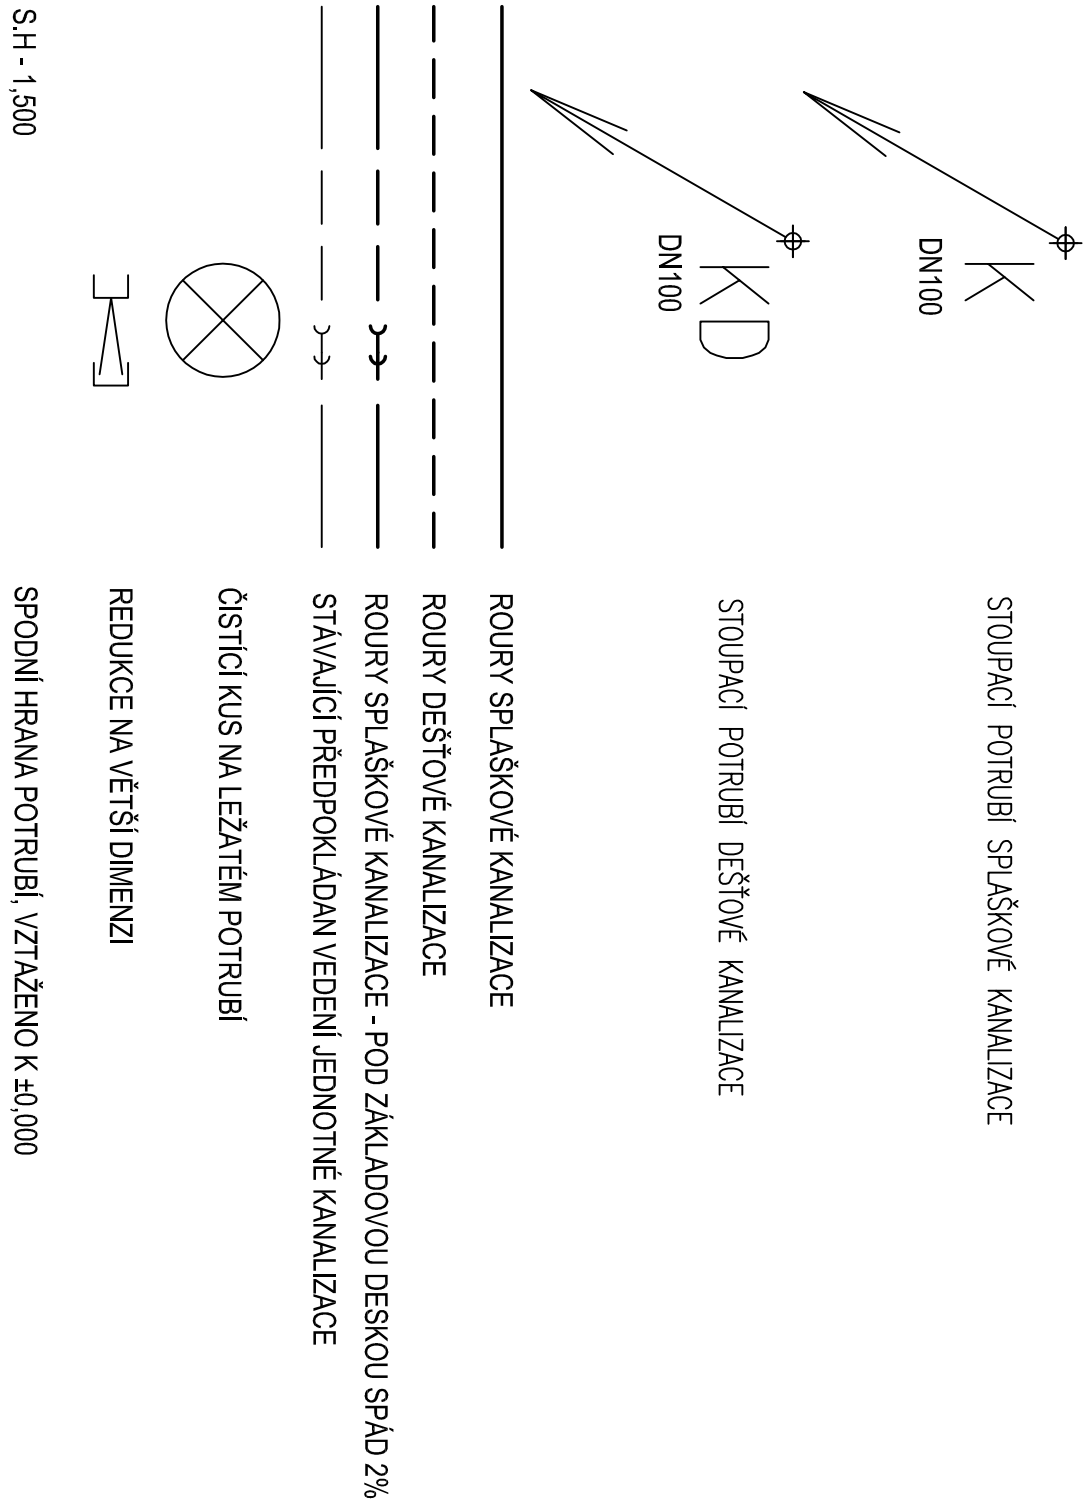 K
DN100
STOUPACÍ POTRUBÍ SPLAŠKOVÉ KANALIZACE
KD
DN100
STOUPACÍ POTRUBÍ DEŠŤOVÉ KANALIZACE
ROURY SPLAŠKOVÉ KANALIZACE
ROURY DEŠŤOVÉ KANALIZACE
ROURY SPLAŠKOVÉ KANALIZACE - POD ZÁKLADOVOU DESKOU SPÁD 2%
STÁVAJÍCÍ PŘEDPOKLÁDAN VEDENÍ JEDNOTNÉ KANALIZACE
ČISTÍCÍ KUS NA LEŽATÉM POTRUBÍ
REDUKCE NA VĚTŠÍ DIMENZI
S.H - 1,500 SPODNÍ HRANA POTRUBÍ, VZTAŽENO K ±0,000